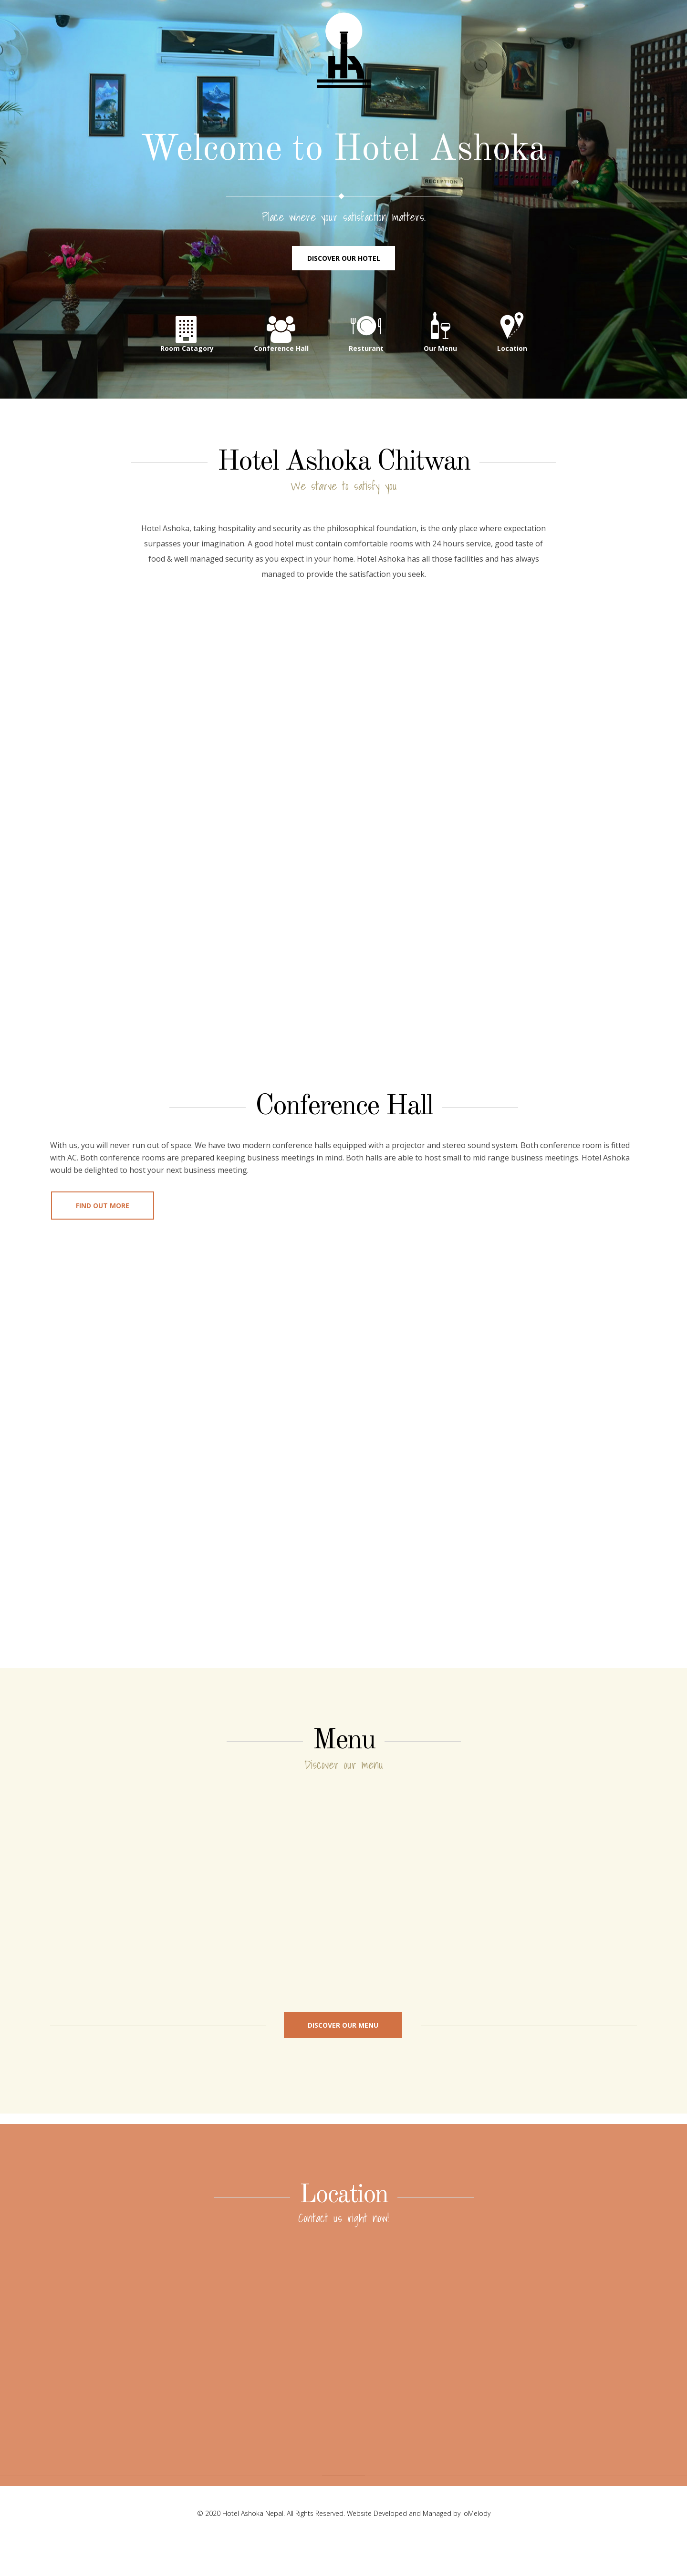 HA
Welcome to Hotel Ashoka
RECEPTION
Place where your satisfaction matters.
DISCOVER OUR HOTEL
Room Catagory
Conference Hall
Resturant
Our Menu
Location
Hotel Ashoka Chitwan
We starve to satisfy you
Hotel Ashoka, taking hospitality and security as the philosophical foundation, is the only place where expectation
surpasses your imagination. A good hotel must contain comfortable rooms with 24 hours service, good taste of
food & well managed security as you expect in your home. Hotel Ashoka has all those facilities and has always
managed to provide the satisfaction you seek.
Conference Hall
With us, you will never run out of space. We have two modern conference halls equipped with a projector and stereo sound system. Both conference room is fitted
with AC. Both conference rooms are prepared keeping business meetings in mind. Both halls are able to host small to mid range business meetings. Hotel Ashoka
would be delighted to host your next business meeting.
FIND OUT MORE
Menu
Discover our menu
DISCOVER OUR MENU
Location
Contact us right now!
© 2020 Hotel Ashoka Nepal. All Rights Reserved. Website Developed and Managed by ioMelody